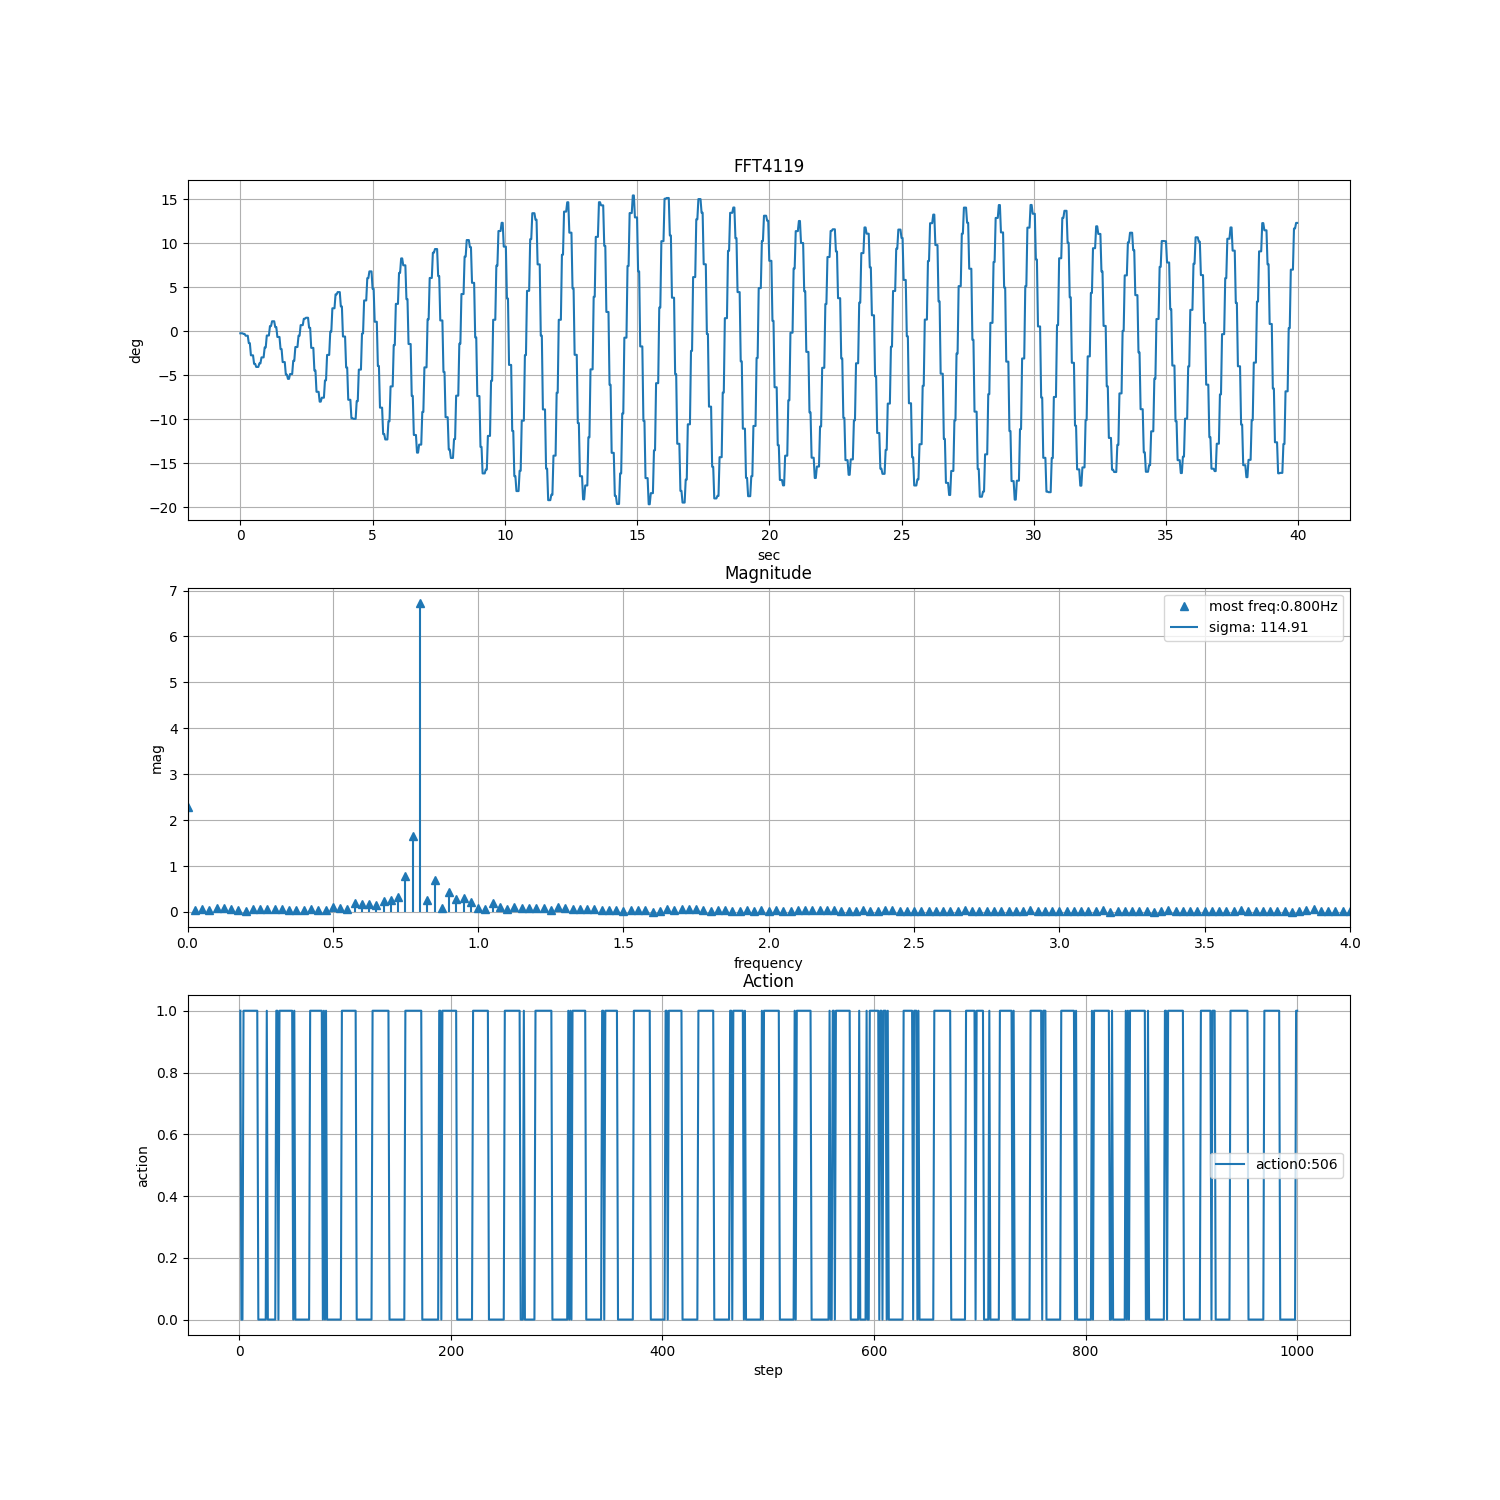 FFT4119
15
10
5
0
−5
−10
−15
−20
deg
0 5 10 15 20 25 30 35 40
sec
Magnitude
7
6
5
4
3
2
1
0
mag
most freq:0.800Hz
sigma: 114.91
0.0 0.5 1.0 1.5 2.0 2.5 3.0 3.5 4.0
frequency
Action
1.0
0.8
0.6
0.4
0.2
0.0
action
action0:506
0 200 400 600 800 1000
step